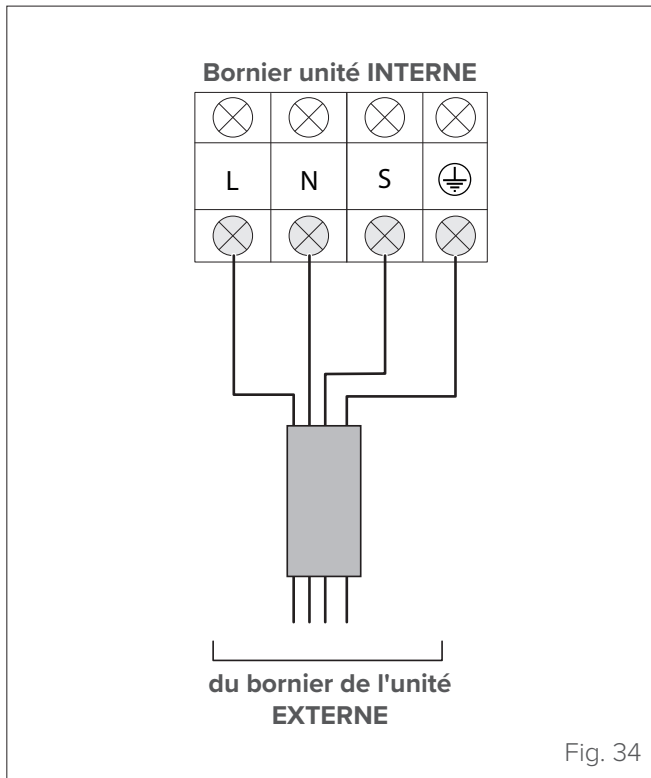 Bornier unité INTERNE
L N S
du bornier de l'unité
EXTERNE
Fig. 34